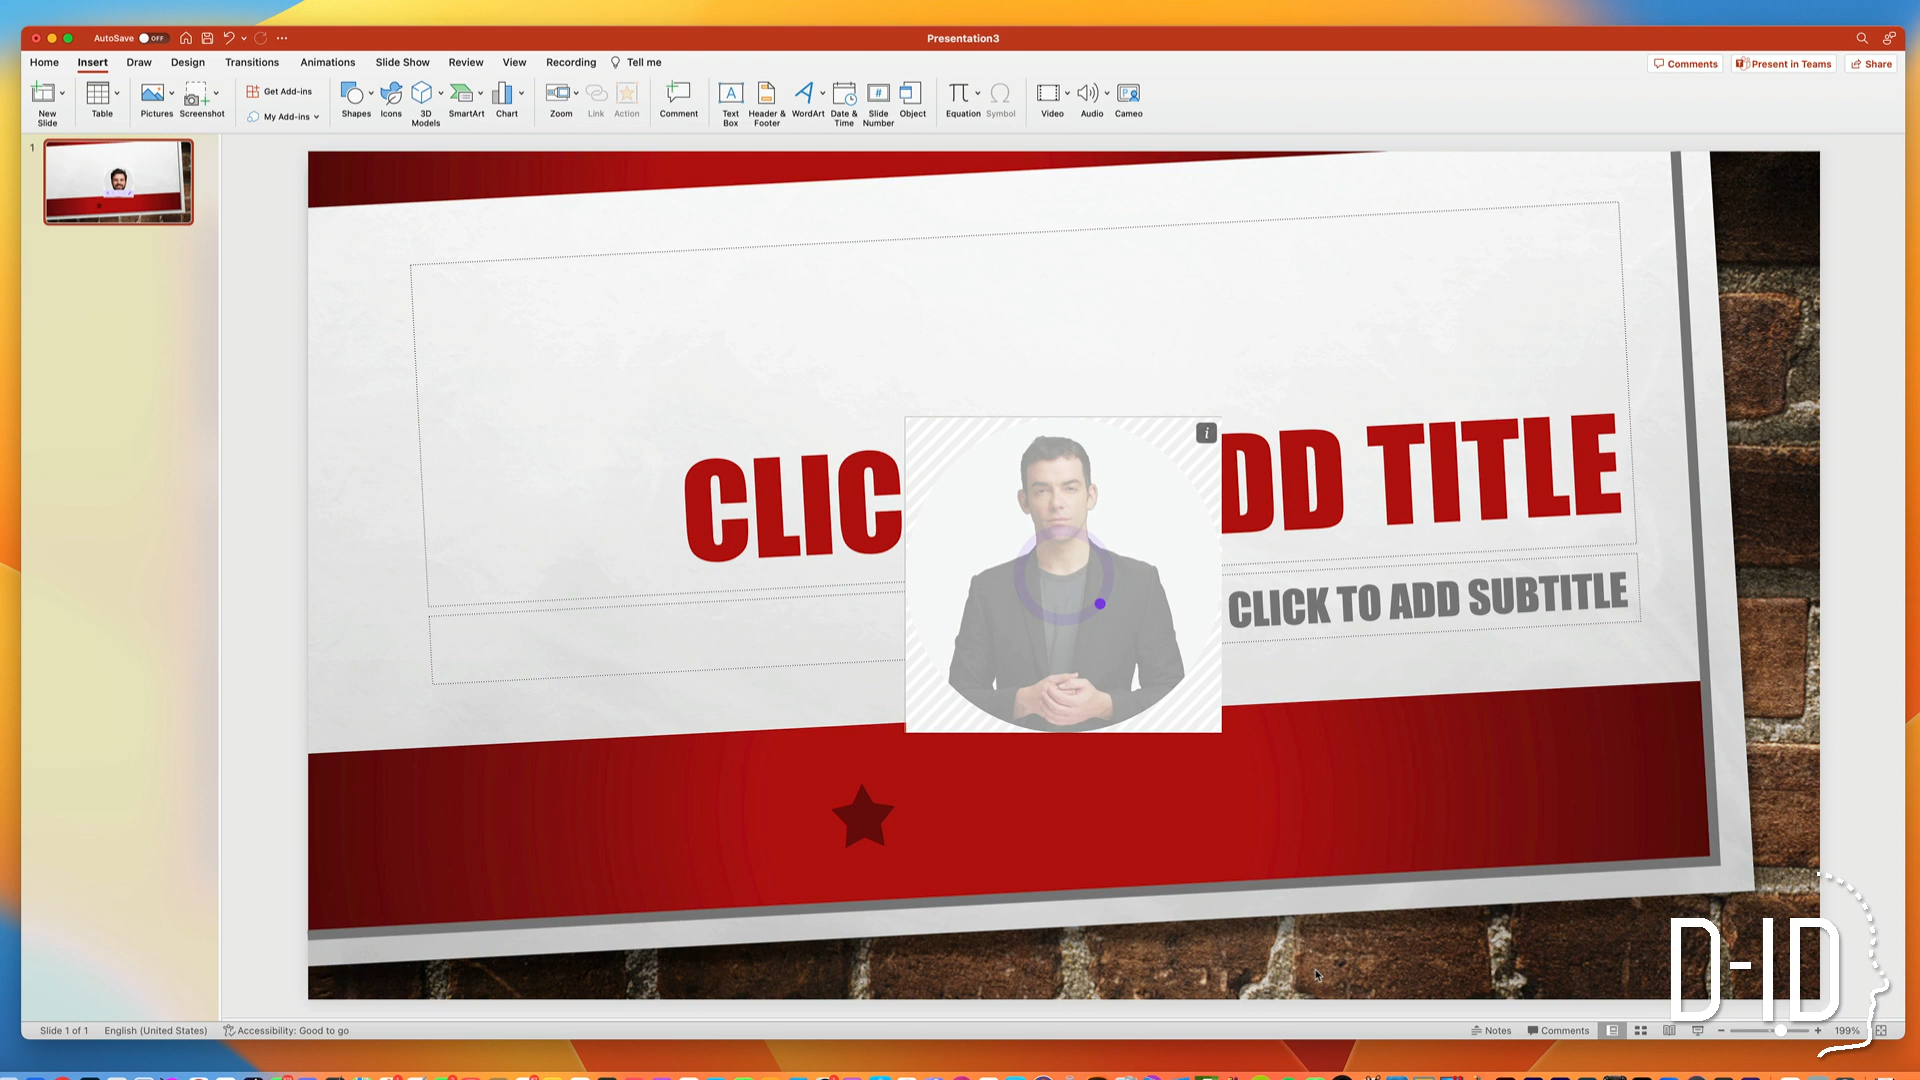 AutoSave OFF
Presentation3
Home Insert Draw Design Transitions Animations Slide Show Review View Recording Tell me
Comments Present in Teams Share
New Slide
Table
Pictures
Screenshot
Get Add-ins
My Add-ins
Shapes
Icons
3D Models
SmartArt
Chart
Zoom
Link
Action
Comment
Text Box
Header & Footer
WordArt
Date & Time
Slide Number
Object
Equation
Symbol
Video
Audio
Cameo
1
CLIC DD TITLE
i
CLICK TO ADD SUBTITLE
D-ID
Slide 1 of 1 English (United States) Accessibility: Good to go
Notes Comments 199%